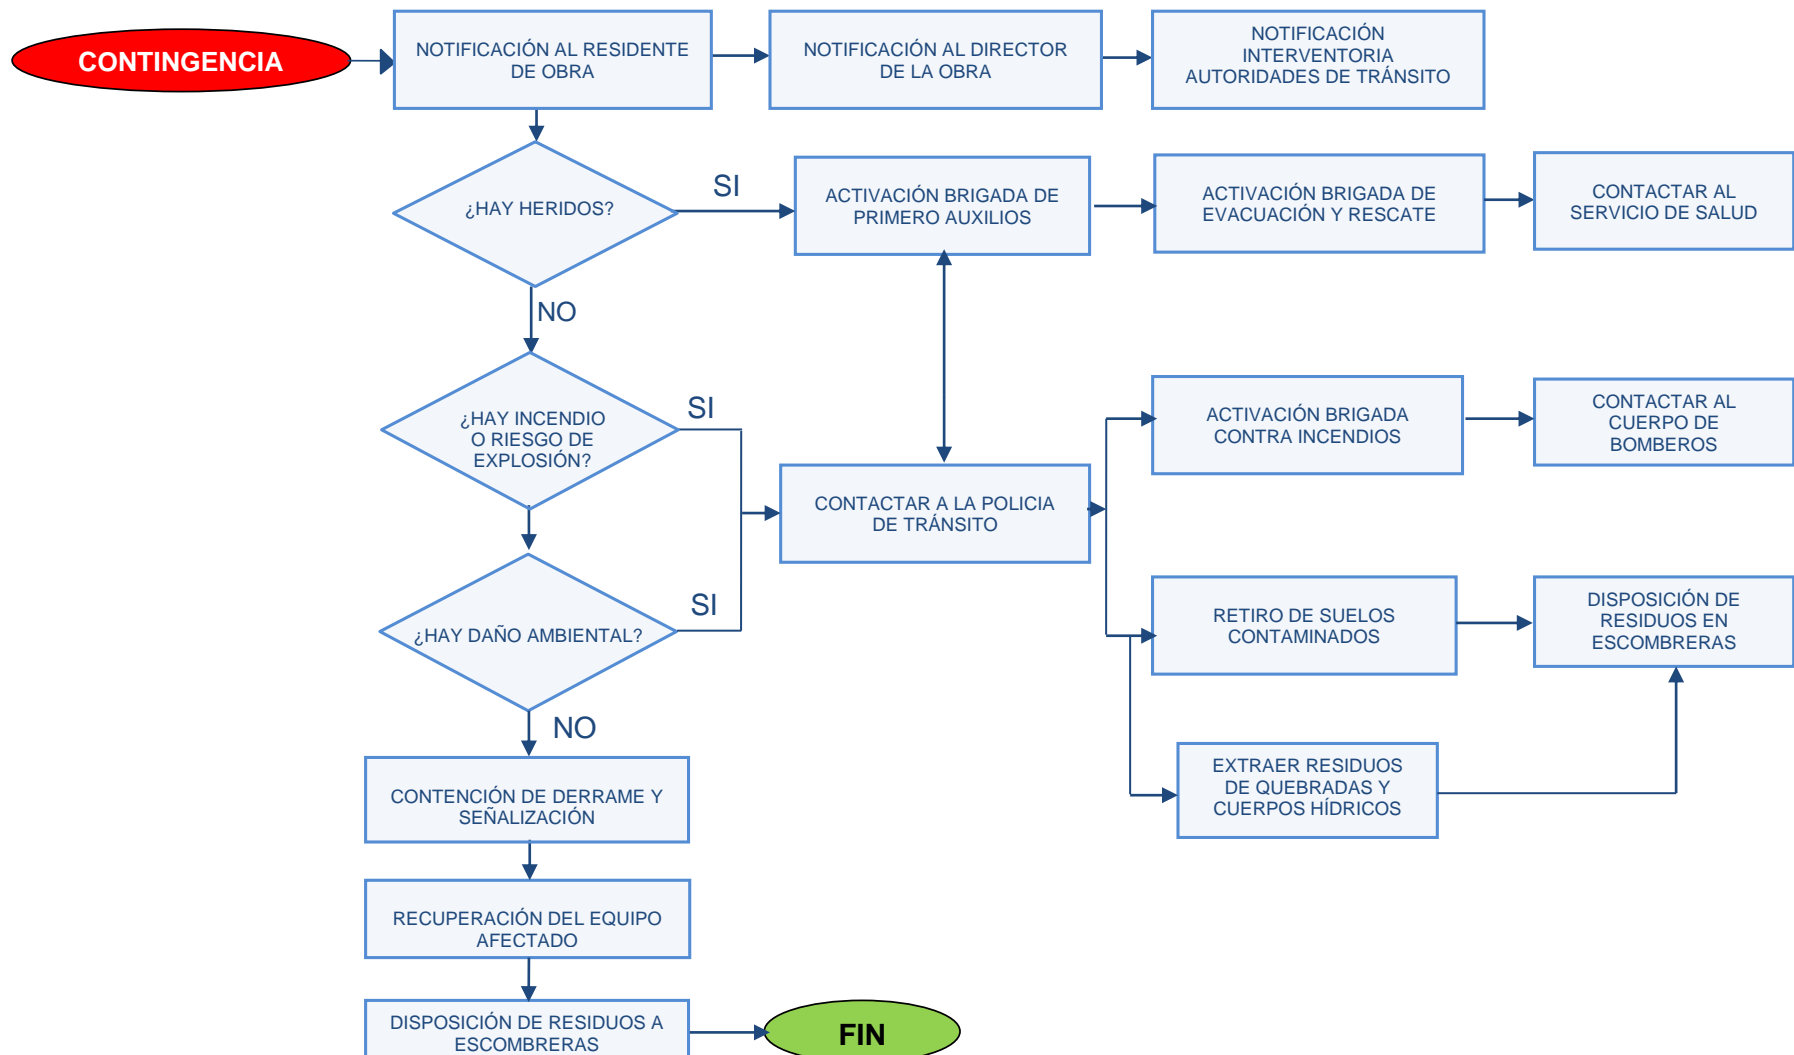 CONTINGENCIA
NOTIFICACIÓN AL RESIDENTE
DE OBRA
NOTIFICACIÓN AL DIRECTOR
DE LA OBRA
NOTIFICACIÓN
INTERVENTORIA
AUTORIDADES DE TRÁNSITO
¿HAY HERIDOS?
SI
ACTIVACIÓN BRIGADA DE
PRIMERO AUXILIOS
ACTIVACIÓN BRIGADA DE
EVACUACIÓN Y RESCATE
CONTACTAR AL
SERVICIO DE SALUD
NO
¿HAY INCENDIO
O RIESGO DE
EXPLOSIÓN?
SI
ACTIVACIÓN BRIGADA
CONTRA INCENDIOS
CONTACTAR AL
CUERPO DE
BOMBEROS
CONTACTAR A LA POLICIA
DE TRÁNSITO
¿HAY DAÑO AMBIENTAL?
SI
RETIRO DE SUELOS
CONTAMINADOS
DISPOSICIÓN DE
RESIDUOS EN
ESCOMBRERAS
NO
EXTRAER RESIDUOS
DE QUEBRADAS Y
CUERPOS HÍDRICOS
CONTENCIÓN DE DERRAME Y
SEÑALIZACIÓN
RECUPERACIÓN DEL EQUIPO
AFECTADO
DISPOSICIÓN DE RESIDUOS A
ESCOMBRERAS
FIN